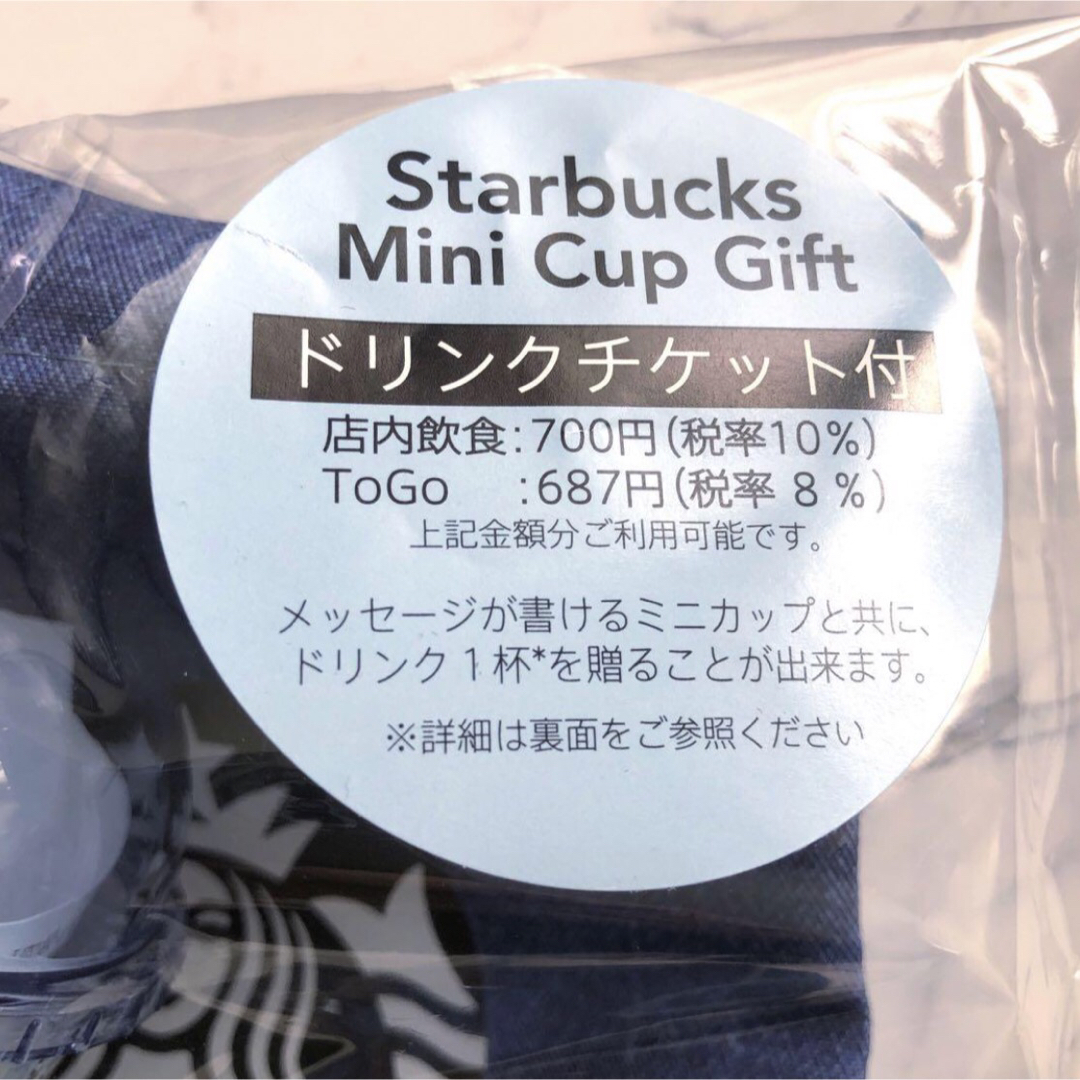 Starbucks
Mini Cup Gift
ドリンクチケット付
店内飲食:700円(税率10%)
ToGo :687円(税率 8 %)
上記金額分ご利用可能です。
メッセージが書けるミニカップと共に、
ドリンク1杯*を贈ることが出来ます。
※詳細は裏面をご参照ください